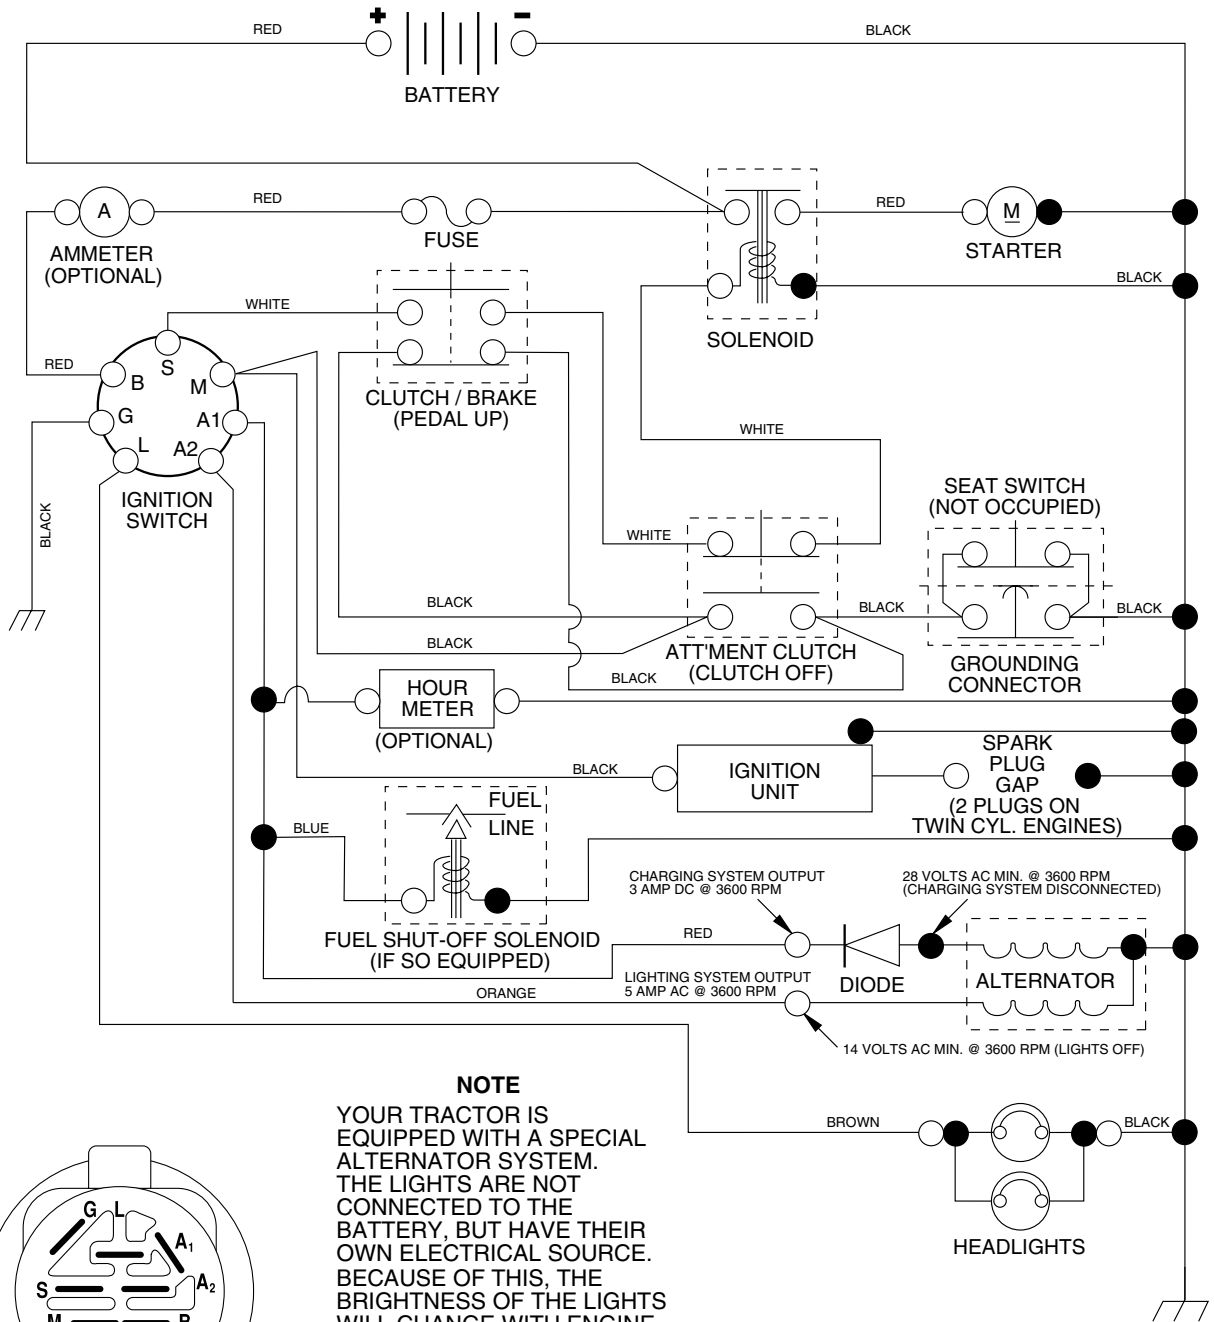 + -
RED
BLACK
BATTERY
RED
RED
A
M
FUSE
STARTER
AMMETER
(OPTIONAL)
BLACK
WHITE
SOLENOID
RED
S
B
M
CLUTCH / BRAKE
(PEDAL UP)
G
A1
L
A2
WHITE
IGNITION
SWITCH
BLACK
SEAT SWITCH
(NOT OCCUPIED)
WHITE
BLACK
BLACK
BLACK
BLACK
ATT'MENT CLUTCH
(CLUTCH OFF)
GROUNDING
CONNECTOR
BLACK
HOUR
METER
(OPTIONAL)
BLACK
IGNITION
UNIT
SPARK
PLUG
GAP
(2 PLUGS ON
TWIN CYL. ENGINES)
FUEL
LINE
BLUE
FUEL SHUT-OFF SOLENOID
(IF SO EQUIPPED)
CHARGING SYSTEM OUTPUT
3 AMP DC @ 3600 RPM
28 VOLTS AC MIN. @ 3600 RPM
(CHARGING SYSTEM DISCONNECTED)
RED
DIODE
ALTERNATOR
LIGHTING SYSTEM OUTPUT
5 AMP AC @ 3600 RPM
ORANGE
14 VOLTS AC MIN. @ 3600 RPM (LIGHTS OFF)
BROWN
BLACK
HEADLIGHTS
NOTE
YOUR TRACTOR IS
EQUIPPED WITH A SPECIAL
ALTERNATOR SYSTEM.
THE LIGHTS ARE NOT
CONNECTED TO THE
BATTERY, BUT HAVE THEIR
OWN ELECTRICAL SOURCE.
BECAUSE OF THIS, THE
BRIGHTNESS OF THE LIGHTS
WILL CHANGE WITH ENGINE
G L
A1
A2
S
M B